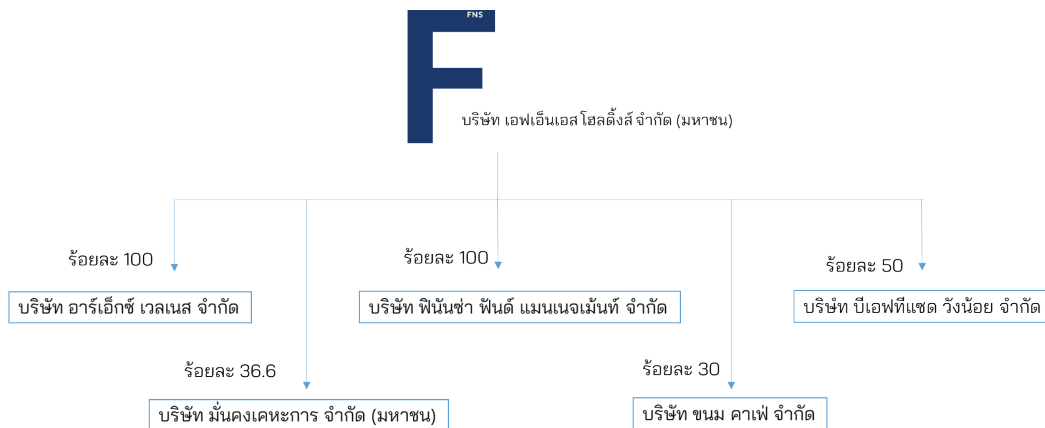 FNS
บริษัท เอฟเอ็นเอส โฮลดิ้งส์ จำกัด (มหาชน)
ร้อยละ 100
ร้อยละ 100
ร้อยละ 50
บริษัท อาร์เอ็กซ์ เวลเนส จำกัด
บริษัท ฟินันซ่า ฟันด์ แมนเนจเม้นท์ จำกัด
บริษัท บีเอฟทีแซด วังน้อย จำกัด
ร้อยละ 36.6
ร้อยละ 30
บริษัท มั่นคงเคหะการ จำกัด (มหาชน)
บริษัท ขนม คาเฟ่ จำกัด